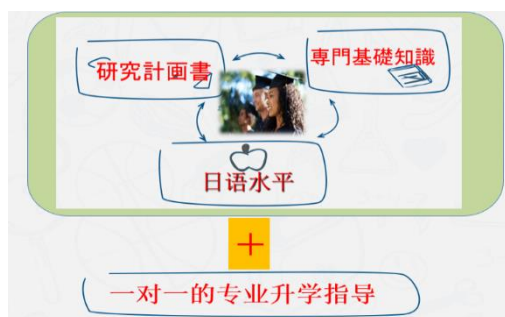 研究計画書
専門基礎知識
日语水平
+
一对一的专业升学指导